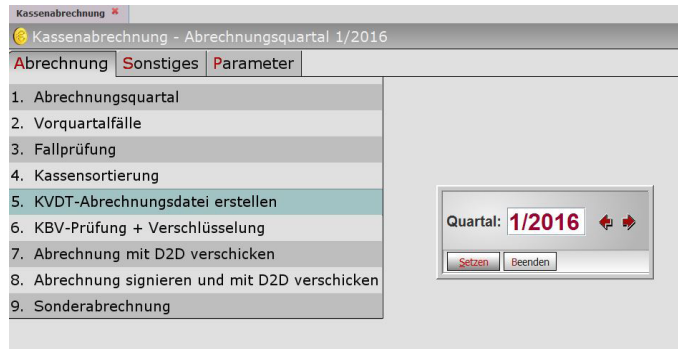 Kassenabrechnung
Kassenabrechnung - Abrechnungsquartal 1/2016
Abrechnung Sonstiges Parameter
1. Abrechnungsquartal
2. Vorquartalfälle
3. Fallprüfung
4. Kassensortierung
5. KVDT-Abrechnungsdatei erstellen
6. KBV-Prüfung + Verschlüsselung
7. Abrechnung mit D2D verschicken
8. Abrechnung signieren und mit D2D verschicken
9. Sonderabrechnung
Quartal: 1/2016
Setzen Beenden